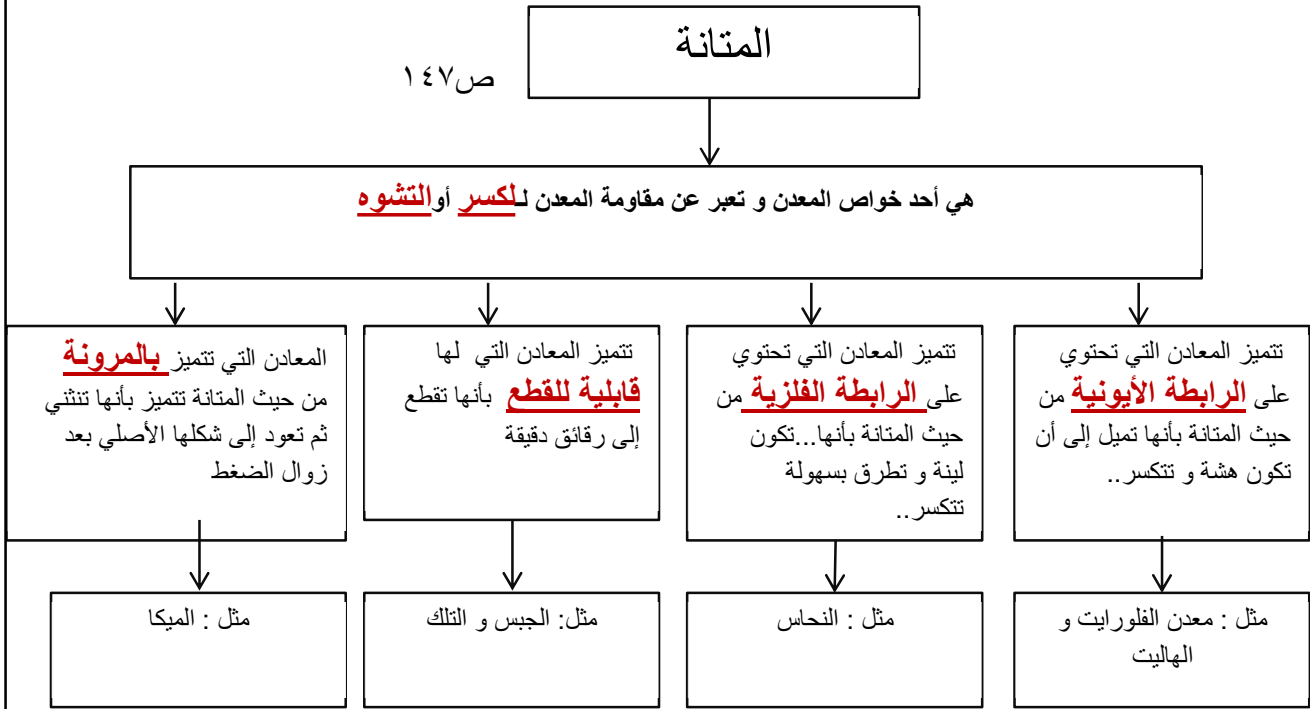 المتانة
ص١٤٧
هي أحد خواص المعدن و تعبر عن مقاومة المعدن لـلكسر أوالتشوه
تتميز المعادن التي تحتوي
على الرابطة الأيونية من
حيث المتانة بأنها تميل إلى أن
تكون هشة و تتكسر..
تتميز المعادن التي تحتوي
على الرابطة الفلزية من
حيث المتانة بأنها...تكون
لينة و تطرق بسهولة
تتكسر..
تتميز المعادن التي لها
قابلية للقطع بأنها تقطع
إلى رقائق دقيقة
المعادن التي تتميز بالمرونة
من حيث المتانة تتميز بأنها تنثني
ثم تعود إلى شكلها الأصلي بعد
زوال الضغط
مثل : معدن الفلورايت و
الهاليت
مثل : النحاس
مثل: الجبس و التلك
مثل : الميكا